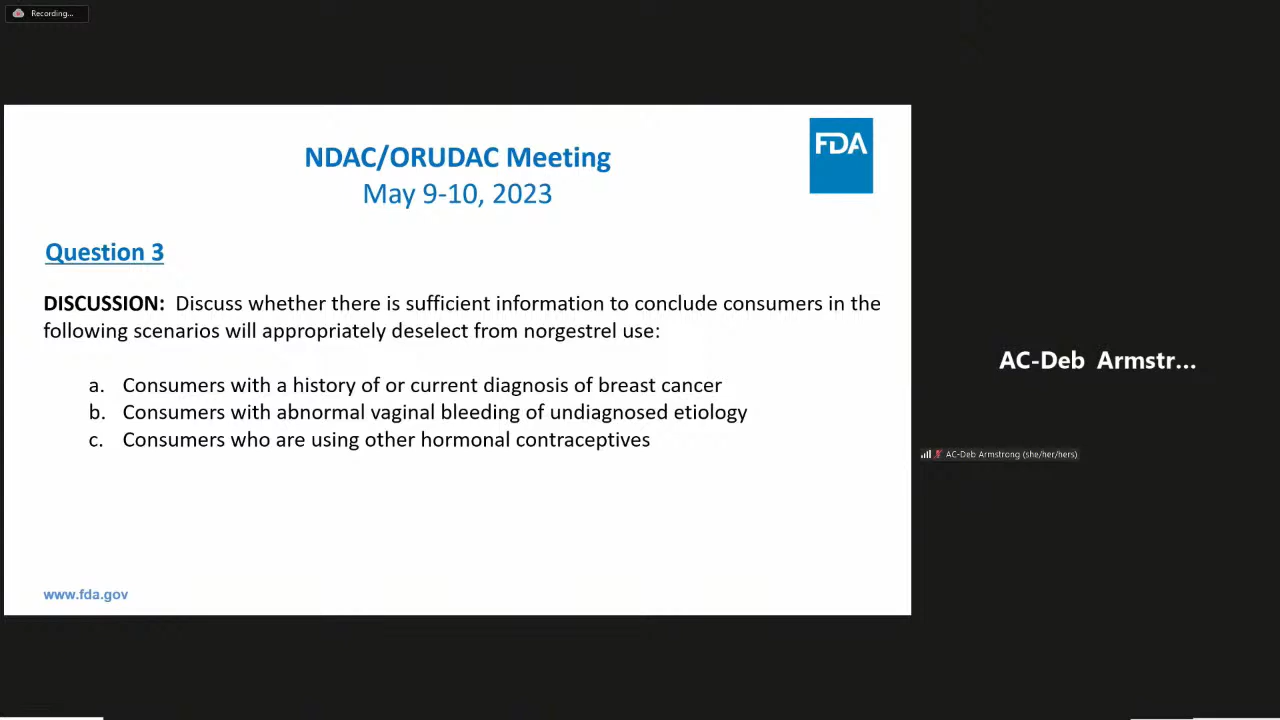 Recording...
NDAC/ORUDAC Meeting
May 9-10, 2023
FDA
Question 3
DISCUSSION: Discuss whether there is sufficient information to conclude consumers in the
following scenarios will appropriately deselect from norgestrel use:
a. Consumers with a history of or current diagnosis of breast cancer
b. Consumers with abnormal vaginal bleeding of undiagnosed etiology
c. Consumers who are using other hormonal contraceptives
www.fda.gov
AC-Deb Armstr...
AC-Deb Armstrong (she/her/hers)